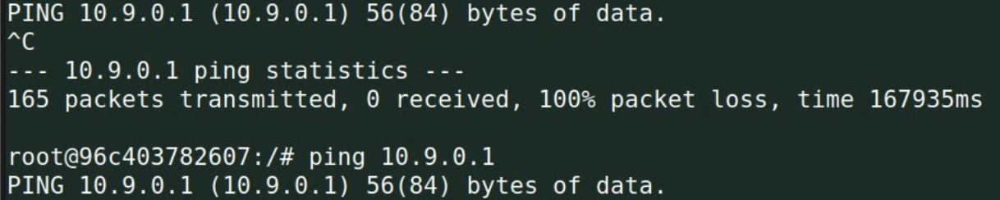 PING 10.9.0.1 (10.9.0.1) 56(84) bytes of data.
^C
--- 10.9.0.1 ping statistics ---
165 packets transmitted, 0 received, 100% packet loss, time 167935ms
root@96c403782607:/# ping 10.9.0.1
PING 10.9.0.1 (10.9.0.1) 56(84) bytes of data.